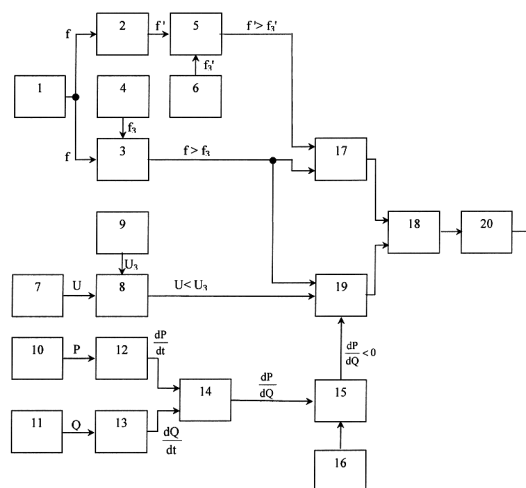 2
5
f
f'
f'> f₃'
1
4
6
f₃'
f₃
f
3
f > f₃
17
9
18
20
U₃
7
U
8
U< U₃
19
10
P
12
dP
dt
dP
dQ
< 0
14
dP
dQ
15
11
Q
13
dQ
dt
16